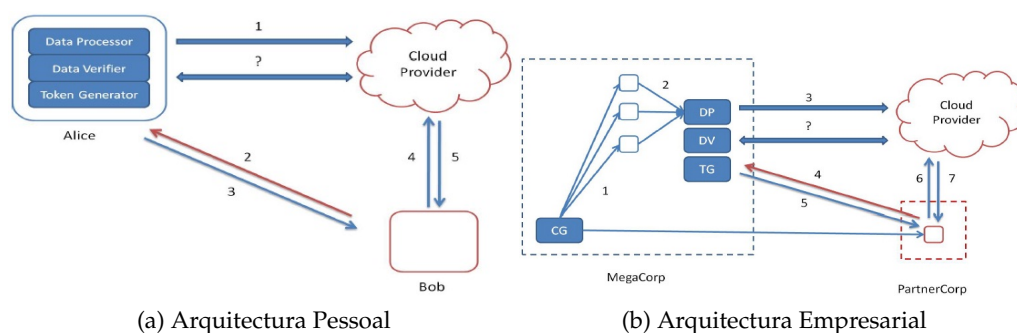 Data Processor
Data Verifier
Token Generator
Alice
1
?
Cloud
Provider
2
3
4
5
Bob
(a) Arquitectura Pessoal
2
DP
DV
TG
1
CG
3
?
Cloud
Provider
4
5
6
7
MegaCorp
PartnerCorp
(b) Arquitectura Empresarial